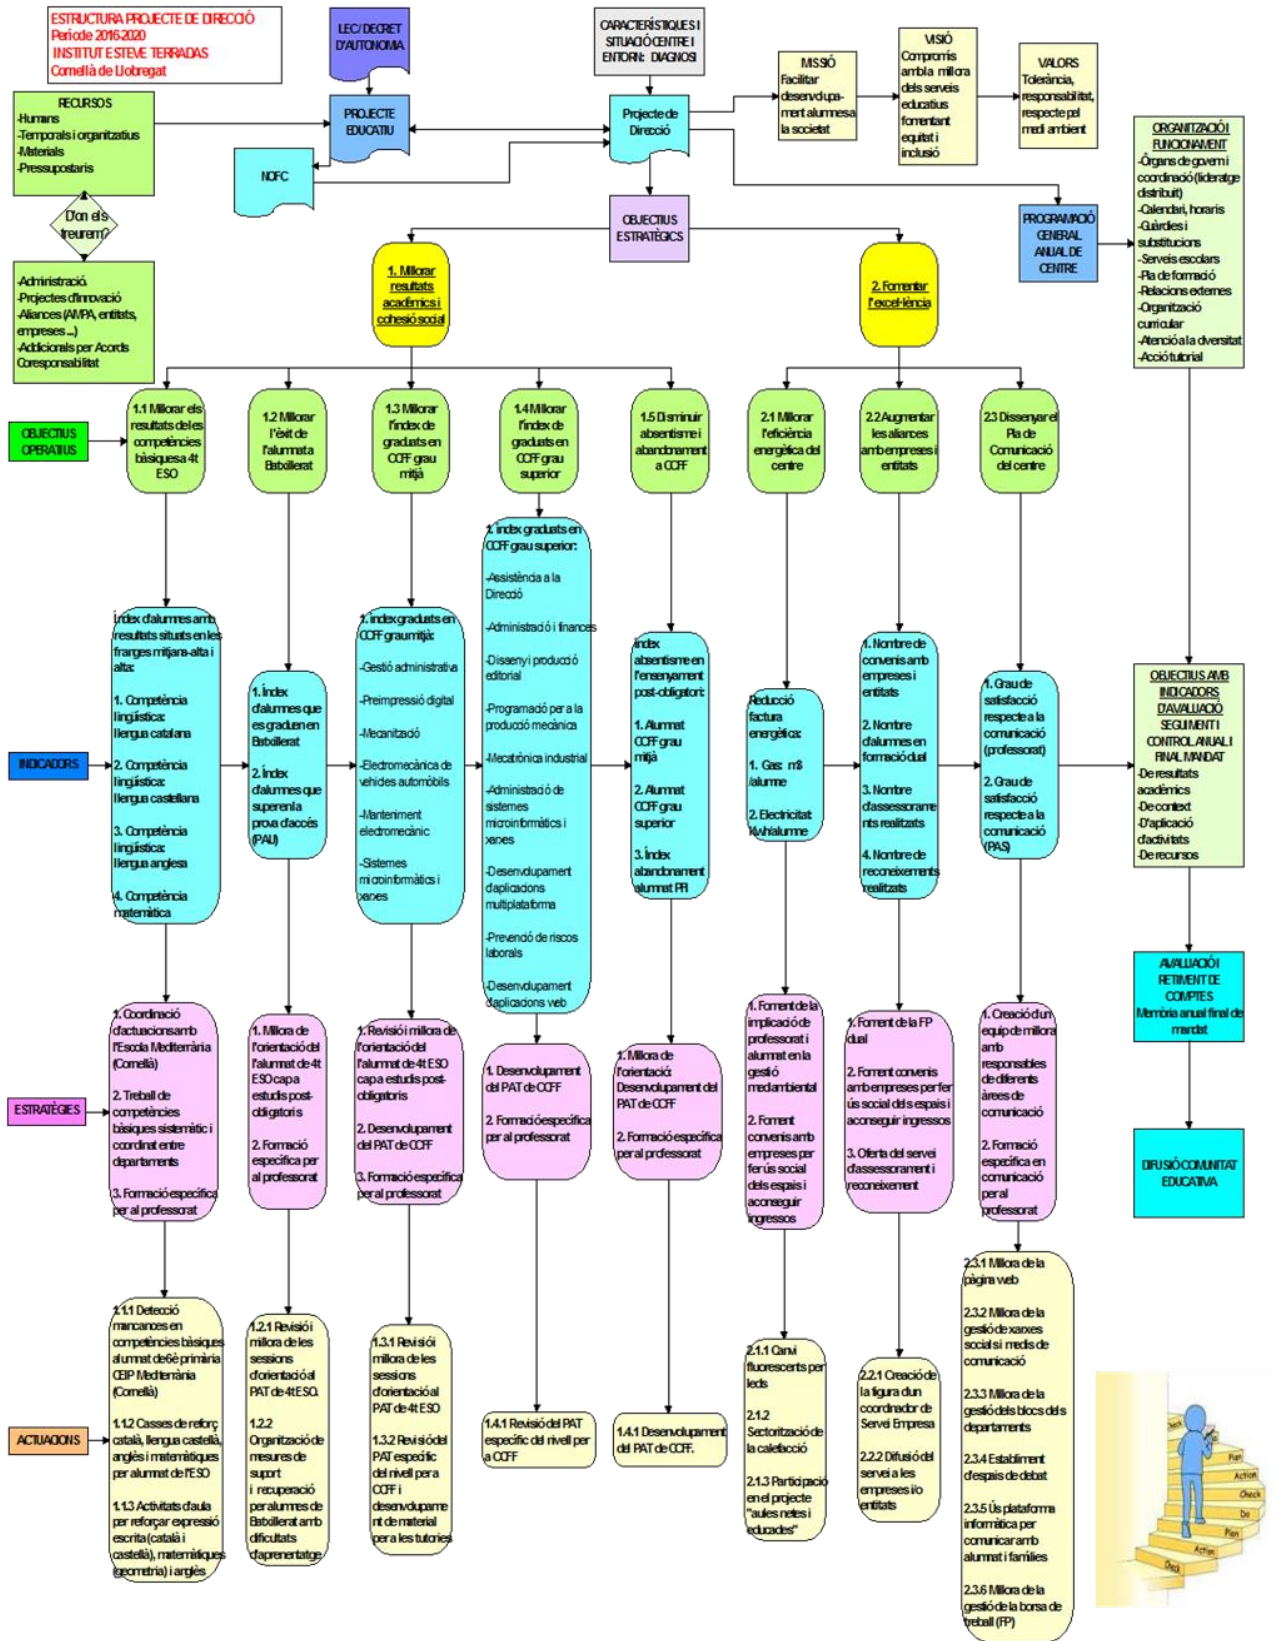 ESTRUCTURA PROJECTE DE DIRECCIÓ
Període 2016-2020
INSTITUT ESTEVE TERRADAS
Cornellà de Llobregat
LEC/ DECRET
D'AUTONOMIA
CARACTERÍSTIQUES I
SITUACIÓ CENTRE I
ENTORN: DIAGNOSI
MISSIÓ
Facilitar
desenvolupa-
ment alumnes a
la societat
VISIÓ
Compromís
amb la millora
dels serveis
educatius
fomentant
equitat i
inclusió
VALORS
Tolerància,
responsabilitat,
respecte pel
medi ambient
RECURSOS
-Humans
-Temporals i organitzatius
-Materials
-Pressupostaris
PROJECTE
EDUCATIU
Projecte de
Direcció
NOFC
D'on els
treurem?
-Administració.
-Projectes d'Innovació
-Aliances (AMPA, entitats,
empreses ...)
-Addicionals per Acords
Coresponsabilitat
OBJECTIUS
ESTRATÈGICS
PROGRAMACIÓ
GENERAL
ANUAL DE
CENTRE
ORGANITZACIÓ I
FUNCIONAMENT
-Òrgans de govern i
coordinació (lideratge
distribuït)
-Calendari, horaris
-Guàrdies i
substitucions
-Serveis escolars
-Pla de formació
-Relacions externes
-Organització
curricular
-Atenció a la diversitat
-Acció tutorial
1. Millorar
resultats
acadèmics i
cohesió social
2. Fomentar
l'excel·lència
OBJECTIUS
OPERATIUS
1.1 Millorar els
resultats de les
competències
bàsiques a 4t
ESO
1.2 Millorar
l'èxit de
l'alumnat a
Batxillerat
1.3 Millorar
l'índex de
graduats en
CCFF grau
mitjà
1.4 Millorar
l'índex de
graduats en
CCFF grau
superior
1.5 Disminuir
absentisme i
abandonament
a CCFF
2.1 Millorar
l'eficiència
energètica del
centre
2.2 Augmentar
les aliances
amb empreses i
entitats
2.3 Dissenyar el
Pla de
Comunicació
del centre
INDICADORS
Índex d'alumnes amb
resultats situats en les
franges mitjana-alta i
alta:
1. Competència
lingüística:
llengua catalana
2. Competència
lingüística:
llengua castellana
3. Competència
lingüística:
llengua anglesa
4. Competència
matemàtica
1. Índex
d'alumnes que
es graduen en
Batxillerat
2. Índex
d'alumnes que
superen la
prova d'accés
(PAU)
1. índex graduats en
CCFF grau mitjà:
-Gestió administrativa
-Preimpressió digital
-Mecanització
-Electromecànica de
vehicles automòbils
-Manteniment
electromecànic
-Sistemes
microinformàtics i
xarxes
1. índex graduats en
CCFF grau superior:
-Assistència a la
Direcció
-Administració i finances
-Disseny i producció
editorial
-Programació per a la
producció mecànica
-Mecatrònica industrial
-Administració de
sistemes
microinformàtics i
xarxes
-Desenvolupament
d'aplicacions
multiplataforma
-Prevenció de riscos
laborals
-Desenvolupament
d'aplicacions web
índex
absentisme en
l'ensenyament
post-obligatori:
1. Alumnat
CCFF grau
mitjà
2. Alumnat
CCFF grau
superior
3. Índex
abandonament
alumnat PFI
Reducció
factura
energètica:
1. Gas: m3
/alumne
2. Electricitat:
Kwh/alumne
1. Nombre de
convenis amb
empreses i
entitats
2. Nombre
d'alumnes en
formació dual
3. Nombre
d'assessorame
nts realitzats
4. Nombre de
reconeixements
realitzats
1. Grau de
satisfacció
respecte a la
comunicació
(professorat)
2. Grau de
satisfacció
respecte a la
comunicació
(PAS)
OBJECTIUS AMB
INDICADORS
D'AVALUACIÓ
SEGUIMENT I
CONTROL ANUAL I
FINAL MANDAT
-De resultats
acadèmics
-De context
-D'aplicació
d'activitats
-De recursos
AVALUACIÓ I
RETIMENT DE
COMPTES
Memòria anual final de
mandat
DIFUSIÓ COMUNITAT
EDUCATIVA
ESTRATÈGIES
1. Coordinació
d'actuacions amb
l'Escola Mediterrània
(Cornellà)
2. Treball de
competències
bàsiques sistemàtic i
coordinat entre
departaments
3. Formació específica
per al professorat
1. Millora de
l'orientació de
l'alumnat de 4t
ESO cap a
estudis post-
obligatoris
2. Formació
específica per
al professorat
1. Revisió i millora de
l'orientació del
l'alumnat de 4t ESO
cap a estudis post-
obligatoris
2. Desenvolupament
del PAT de CCFF
3. Formació específica
per al professorat
1. Desenvolupament
del PAT de CCFF
2. Formació específica
per al professorat
1. Millora de
l'orientació:
Desenvolupament del
PAT de CCFF
2. Formació específica
per al professorat
1. Foment de la
implicació de
professorat i
alumnat en la
gestió
mediambiental
2. Foment
convenis amb
empreses per
fer ús social
dels espais i
aconseguir
ingressos
1. Foment de la FP
dual
2. Foment convenis
amb empreses per fer
ús social dels espais i
aconseguir ingressos
3. Oferta del servei
d'assessorament i
reconeixement
1. Creació d'un
equip de millora
amb
responsables
de diferents
àrees de
comunicació
2. Formació
específica en
comunicació
per al
professorat
ACTUACIONS
1.1.1 Detecció
mancances en
competències bàsiques
alumnat de 6è primària
CEIP Mediterrània
(Cornellà)
1.1.2 Classes de reforç
català, llengua castellà,
anglès i matemàtiques
per alumnat de l'ESO
1.1.3 Activitats d'aula
per reforçar expressió
escrita (català i
castellà), matemàtiques
(geometria) i anglès
1.2.1 Revisió i
millora de les
sessions
d'orientació al
PAT de 4t ESO.
1.2.2
Organització de
mesures de
suport
i recuperació
per alumnes de
Batxillerat amb
dificultats
d'aprenentatge
1.3.1 Revisió i
millora de les
sessions
d'orientació al
PAT de 4t ESO
1.3.2 Revisió del
PAT específic
del nivell per a
CCFF i
desenvolupame
nt de material
per a les tutories
1.4.1 Revisió del PAT
específic del nivell per
a CCFF
1.4.1 Desenvolupament
del PAT de CCFF.
2.1.1 Canvi
fluorescents per
leds
2.1.2
Sectorització de
la calefacció
2.1.3 Participació
en el projecte
"aules netes i
educades"
2.2.1 Creació de
la figura d'un
coordinador de
Servei Empresa
2.2.2 Difusió del
servei a les
empreses i/o
entitats
2.3.1 Millora de la
pàgina web
2.3.2 Millora de la
gestió de xarxes
socials i medis de
comunicació
2.3.3 Millora de la
gestió dels blocs dels
departaments
2.3.4 Establiment
d'espais de debat
2.3.5 Ús plataforma
informàtica per
comunicar amb
alumnat i famílies
2.3.6 Millora de la
gestió de la borsa de
treball (FP)
Check
Plan
Action
Check
Do
Plan
Action
Check